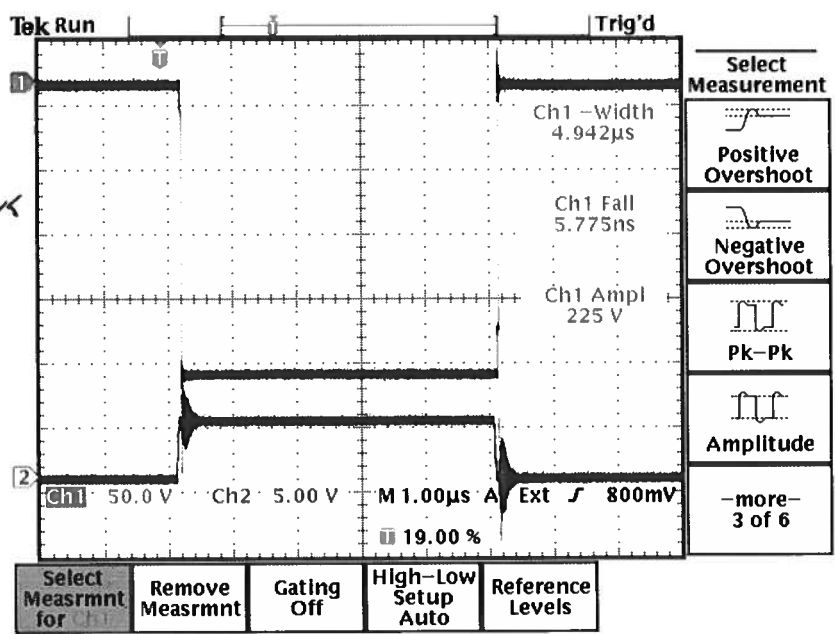 Tek Run
Trig'd
T
T
1
Ch1 −Width
4.942µs
Ch1 Fall
5.775ns
Ch1 Ampl
225 V
2
Ch1 50.0 V Ch2 5.00 V M 1.00µs A Ext ʃ 800mV
T 19.00 %
Select
Measurement
Positive
Overshoot
Negative
Overshoot
Pk−Pk
Amplitude
−more−
3 of 6
Select
Measrmnt
for Ch1
Remove
Measrmnt
Gating
Off
High−Low
Setup
Auto
Reference
Levels